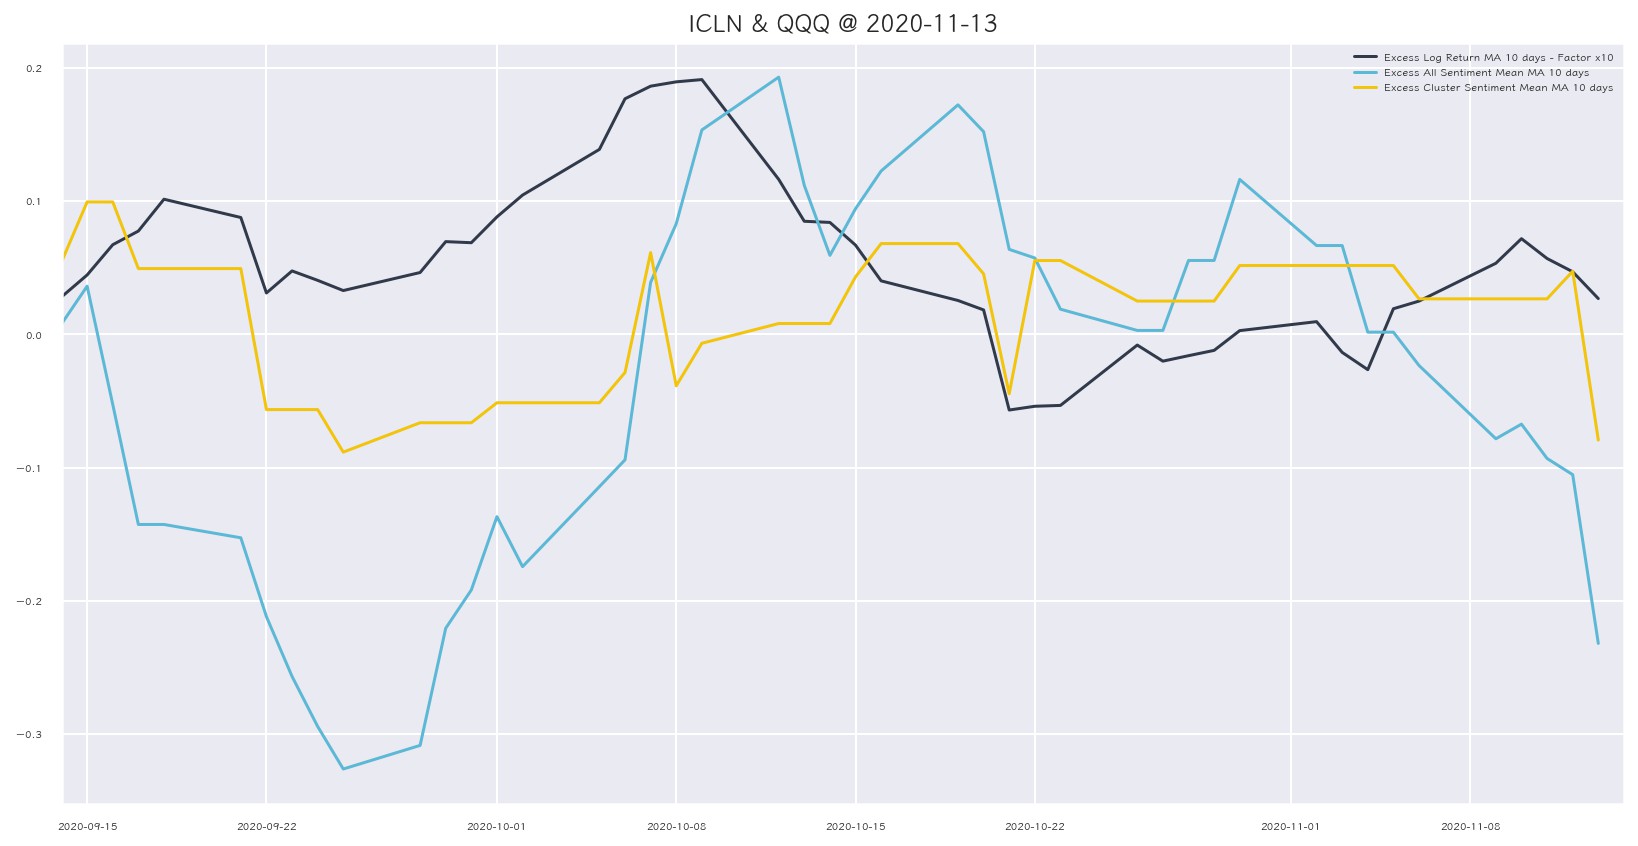 ICLN & QQQ @ 2020-11-13
Excess Log Return MA 10 days - Factor x10
Excess All Sentiment Mean MA 10 days
Excess Cluster Sentiment Mean MA 10 days
0.2
0.1
0.0
−0.1
−0.2
−0.3
2020-09-15 2020-09-22 2020-10-01 2020-10-08 2020-10-15 2020-10-22 2020-11-01 2020-11-08